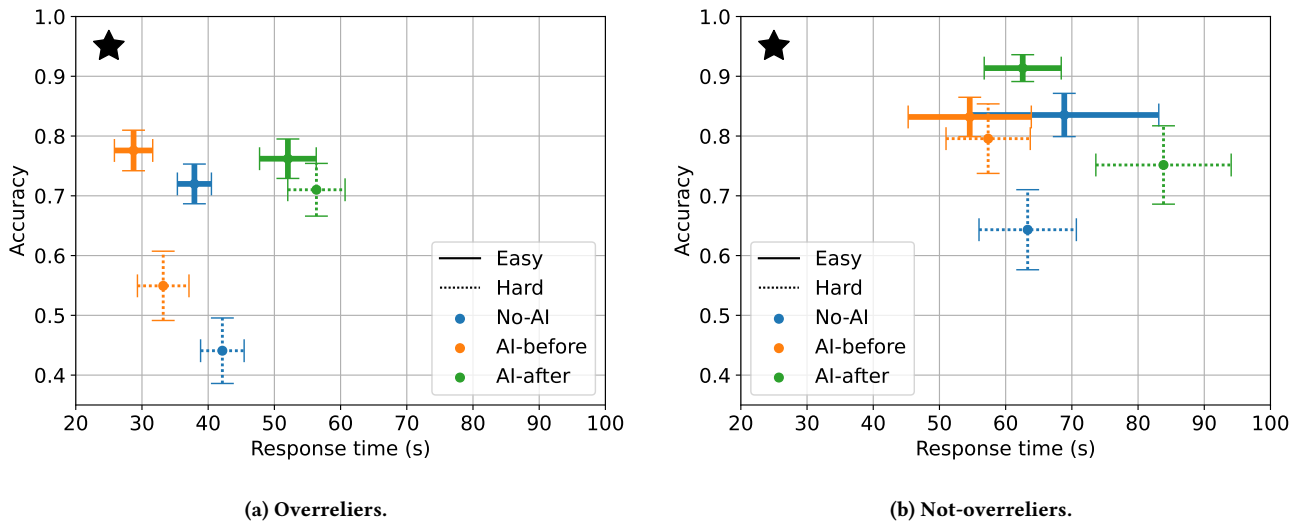 1.0
0.9
0.8
0.7
0.6
0.5
0.4
Accuracy
20 30 40 50 60 70 80 90 100
Response time (s)
Easy
Hard
No-AI
AI-before
AI-after
(a) Overreliers.
1.0
0.9
0.8
0.7
0.6
0.5
0.4
Accuracy
20 30 40 50 60 70 80 90 100
Response time (s)
Easy
Hard
No-AI
AI-before
AI-after
(b) Not-overreliers.